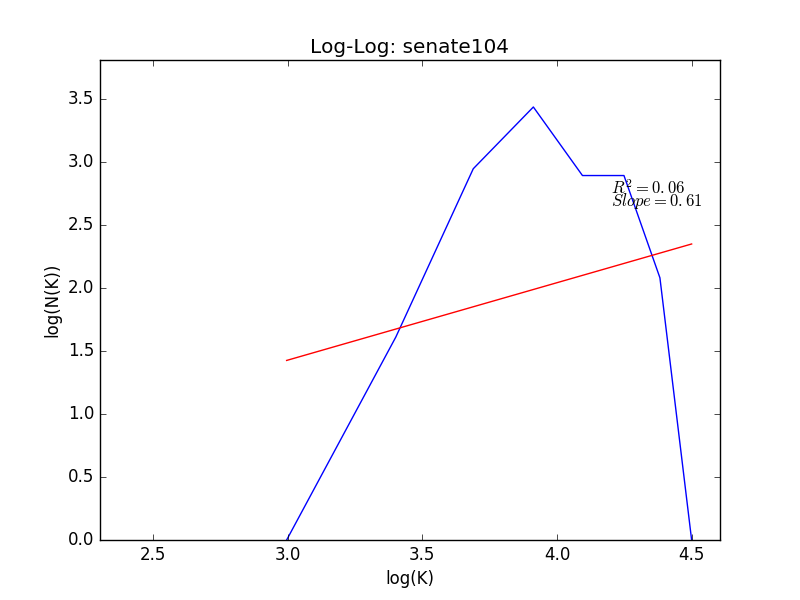 Log-Log: senate104
3.5
3.0
2.5
2.0
1.5
1.0
0.5
0.0
log(N(K))
R² = 0.06
Slope = 0.61
2.5 3.0 3.5 4.0 4.5
log(K)